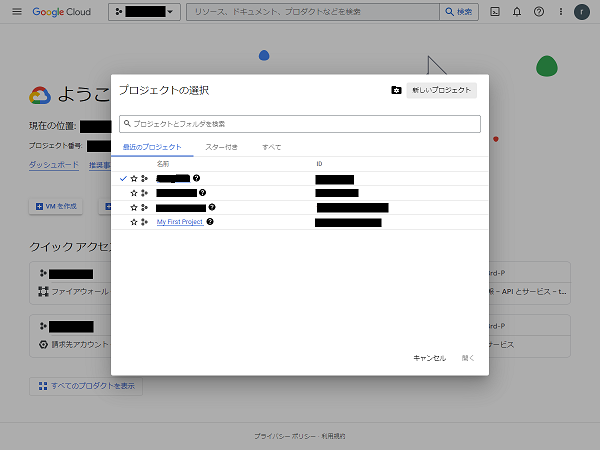 Google Cloud
リソース、ドキュメント、プロダクトなどを検索
検索
r
ようこ
現在の位置:
プロジェクト番号:
ダッシュボード
推奨事
VM を作成
クイック アクセス
ファイアウォール
請求先アカウント
すべてのプロダクトを表示
プロジェクトの選択
新しいプロジェクト
プロジェクトとフォルダを検索
最近のプロジェクト
スター付き
すべて
名前
ID
My First Project
キャンセル
開く
rd-P
- API とサービス - t...
rd-P
サービス
プライバシー ポリシー · 利用規約